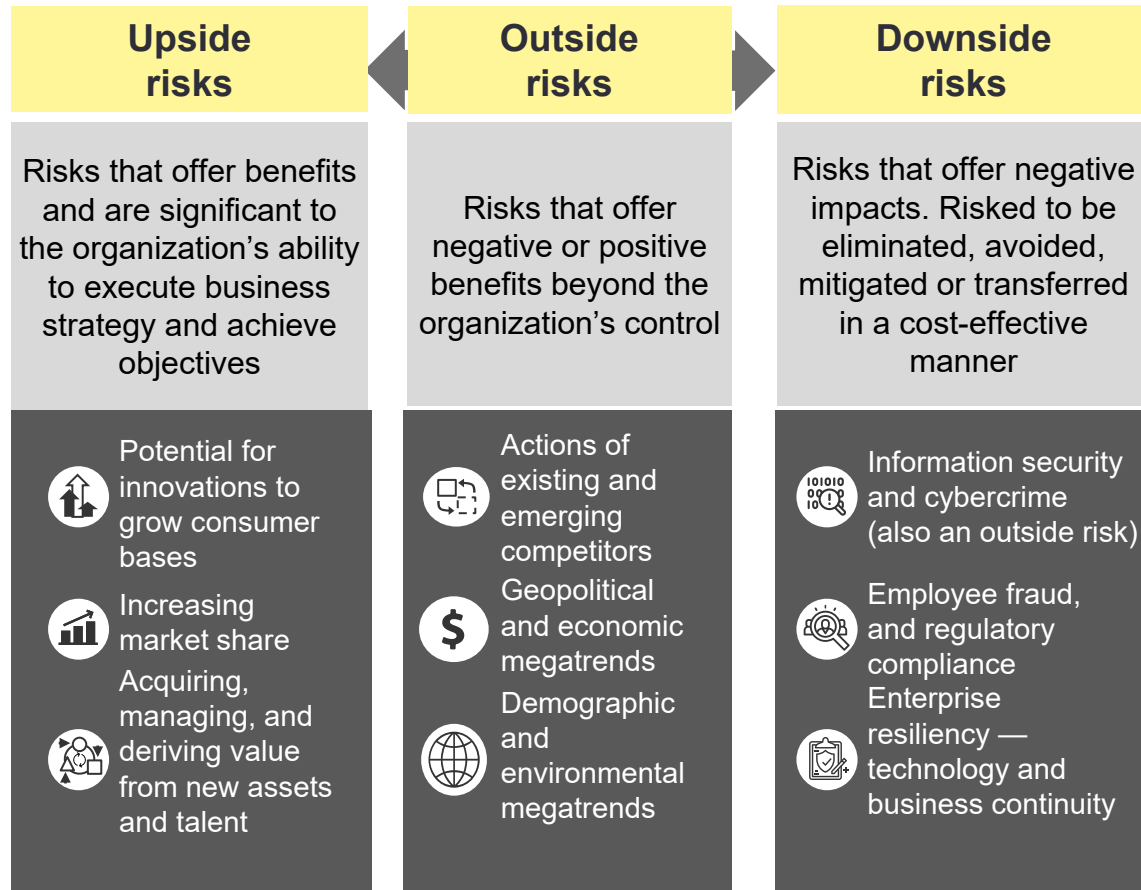 Upside
risks
Outside
risks
Downside
risks
Risks that offer benefits
and are significant to
the organization’s ability
to execute business
strategy and achieve
objectives
Risks that offer
negative or positive
benefits beyond the
organization’s control
Risks that offer negative
impacts. Risked to be
eliminated, avoided,
mitigated or transferred
in a cost-effective
manner
Potential for
innovations to
grow consumer
bases
Increasing
market share
Acquiring,
managing, and
deriving value
from new assets
and talent
Actions of
existing and
emerging
competitors
$
Geopolitical
and economic
megatrends
Demographic
and
environmental
megatrends
101010
Information security
and cybercrime
(also an outside risk)
Employee fraud,
and regulatory
compliance
Enterprise
resiliency —
technology and
business continuity